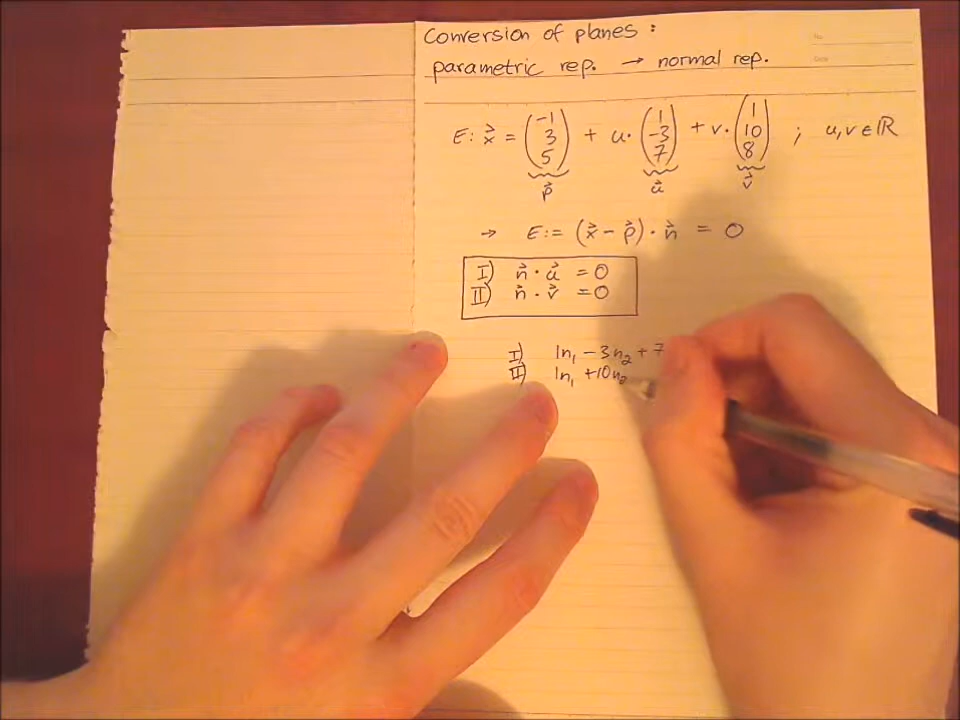 Conversion of planes :
parametric rep. → normal rep.
E: x⃗ = (-1 3 5) + u· (1 -3 7) + v· (1 10 8) ; u,v ∈ ℝ
p⃗ u⃗ v⃗
→ E:= (x⃗ - p⃗) · n⃗ = 0
I) n⃗ · u⃗ = 0
II) n⃗ · v⃗ = 0
I) 1n₁ - 3n₂ + 7
II) 1n₁ + 10n₂